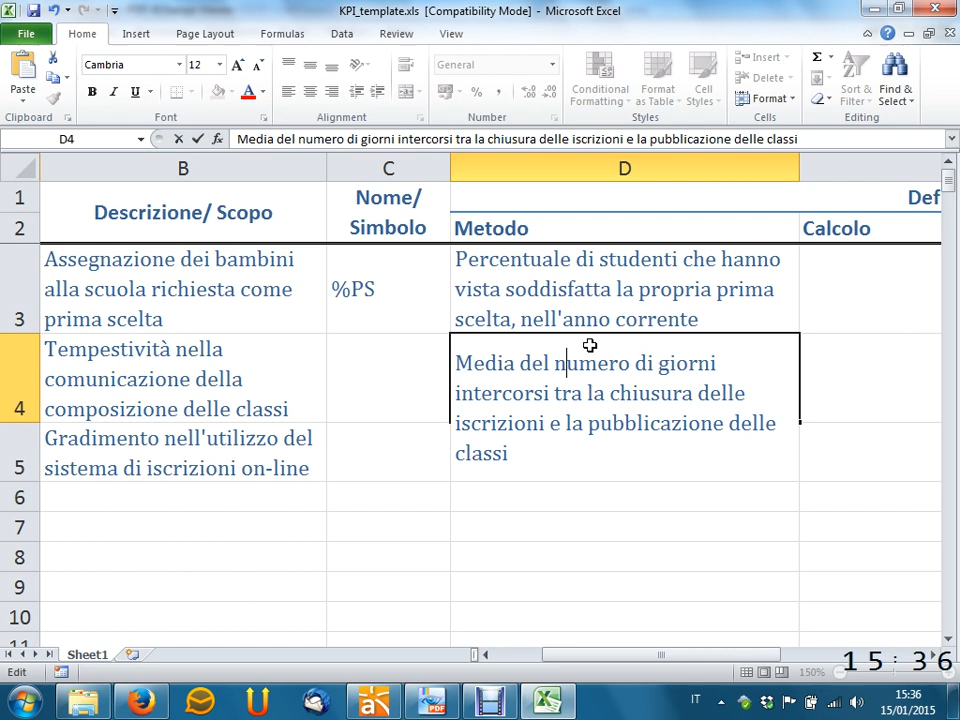 KPI_template.xls [Compatibility Mode] - Microsoft Excel
File Home Insert Page Layout Formulas Data Review View
Paste
Clipboard
Cambria 12
B I U
Font
Alignment
General
Number
Conditional Formatting
Format as Table
Cell Styles
Styles
Insert
Delete
Format
Cells
Sort & Filter
Find & Select
Editing
D4
Media del numero di giorni intercorsi tra la chiusura delle iscrizioni e la pubblicazione delle classi
B C D
1 Descrizione/ Scopo Nome/ Simbolo Def
2 Metodo Calcolo
3 Assegnazione dei bambini
alla scuola richiesta come
prima scelta
%PS
Percentuale di studenti che hanno
vista soddisfatta la propria prima
scelta, nell'anno corrente
4 Tempestività nella
comunicazione della
composizione delle classi
Media del numero di giorni
intercorsi tra la chiusura delle
iscrizioni e la pubblicazione delle
classi
5 Gradimento nell'utilizzo del
sistema di iscrizioni on-line
6
7
8
9
10
11
Sheet1
Edit
150%
15:36
IT
PDF
15:36
15/01/2015